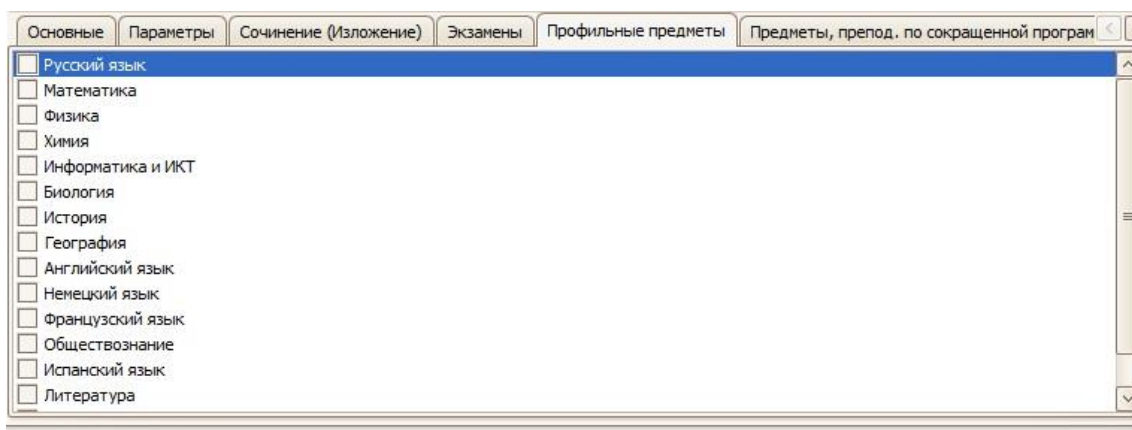 Основные Параметры Сочинение (Изложение) Экзамены Профильные предметы Предметы, препод. по сокращенной програм
Русский язык
Математика
Физика
Химия
Информатика и ИКТ
Биология
История
География
Английский язык
Немецкий язык
Французский язык
Обществознание
Испанский язык
Литература